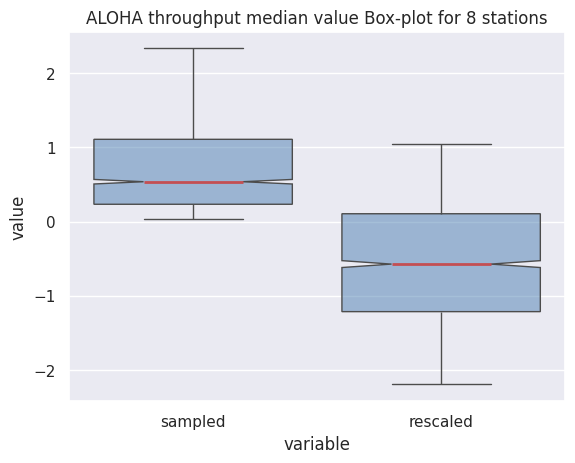 ALOHA throughput median value Box-plot for 8 stations
2
1
0
−1
−2
value
sampled
rescaled
variable